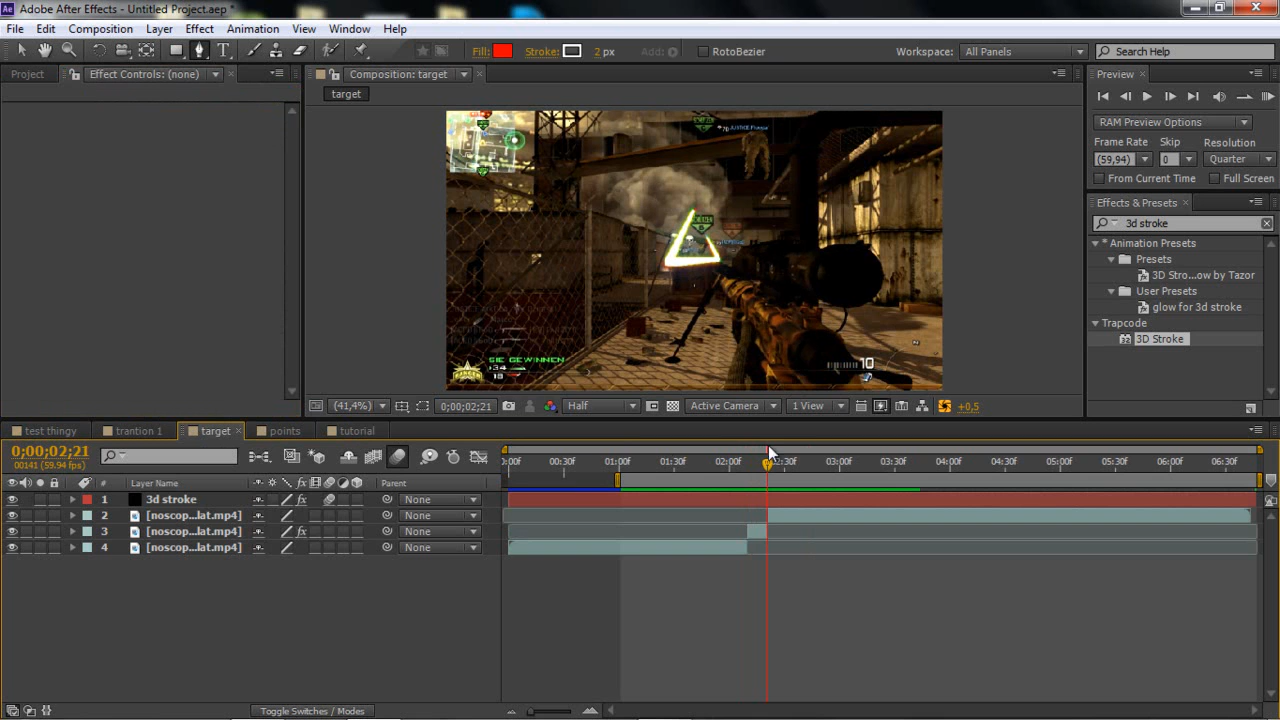 Adobe After Effects - Untitled Project.aep *
File Edit Composition Layer Effect Animation View Window Help
Fill: Stroke: 2 px Add: RotoBezier Workspace: All Panels Search Help
Project Effect Controls: (none) Composition: target Preview
target
RAM Preview Options
Frame Rate Skip Resolution
(59,94) 0 Quarter
From Current Time Full Screen
Effects & Presets
3d stroke
* Animation Presets
Presets
3D Stro...ow by Tazor
User Presets
glow for 3d stroke
Trapcode
3D Stroke
SIE GEWINNEN
34
18
10
(41,4%) 0;00;02;21 Half Active Camera 1 View +0,5
test thingy trantion 1 target points tutorial
0;00;02;21
00141 (59.94 fps)
:00f 00:30f 01:00f 01:30f 02:00f 02:30f 03:00f 03:30f 04:00f 04:30f 05:00f 05:30f 06:00f 06:30f
# Layer Name Parent
1 3d stroke None
2 [noscop...lat.mp4] None
3 [noscop...lat.mp4] None
4 [noscop...lat.mp4] None
Toggle Switches / Modes